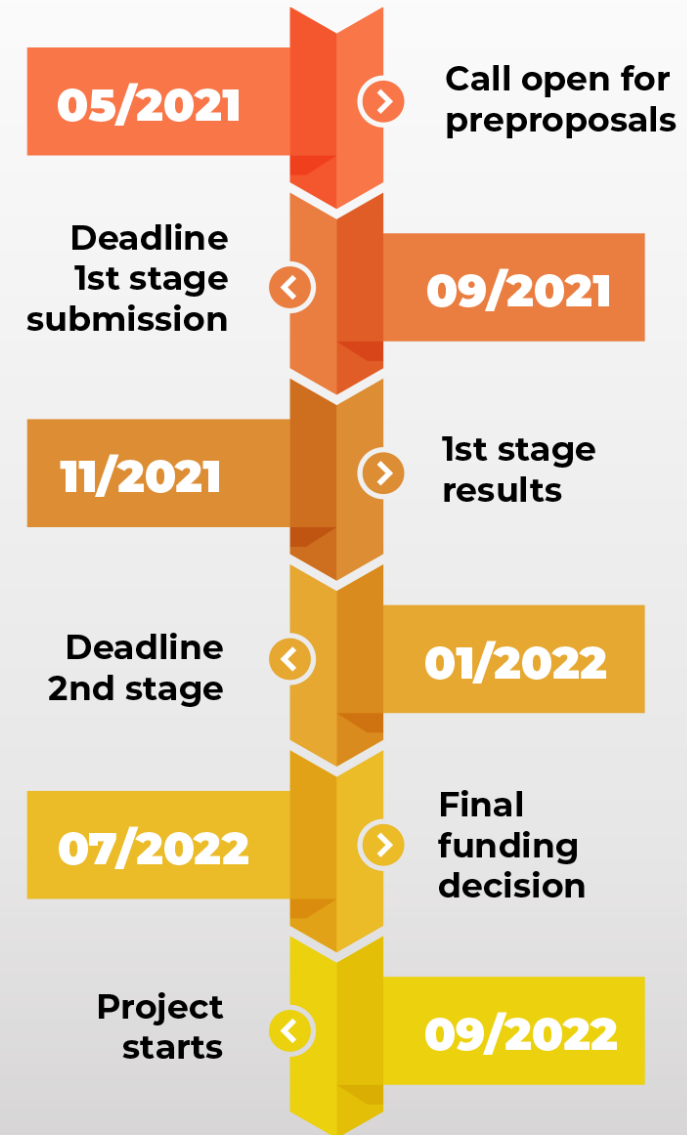 05/2021
Call open for
preproposals
Deadline
1st stage
submission
09/2021
11/2021
1st stage
results
Deadline
2nd stage
01/2022
07/2022
Final
funding
decision
Project
starts
09/2022